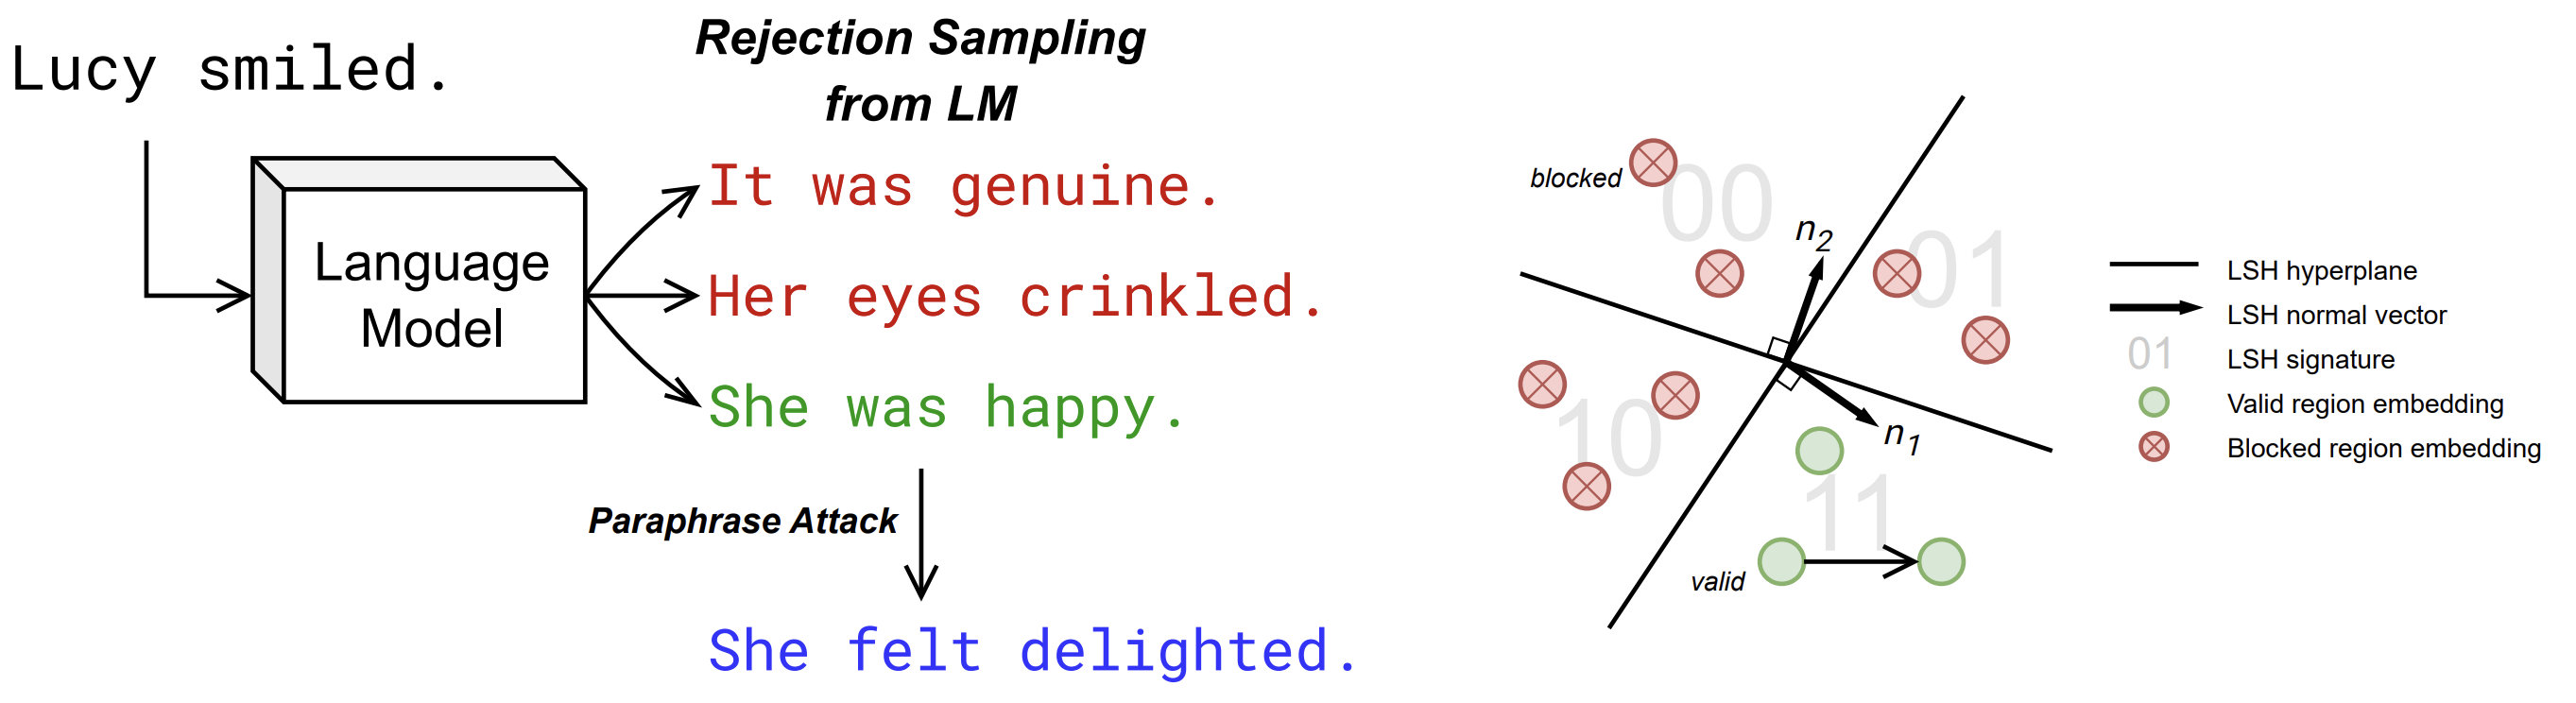 Lucy smiled.
Language
Model
Rejection Sampling
from LM
It was genuine.
Her eyes crinkled.
She was happy.
Paraphrase Attack
She felt delighted.
blocked
00
n2
01
10
n1
11
valid
LSH hyperplane
LSH normal vector
01 LSH signature
Valid region embedding
Blocked region embedding